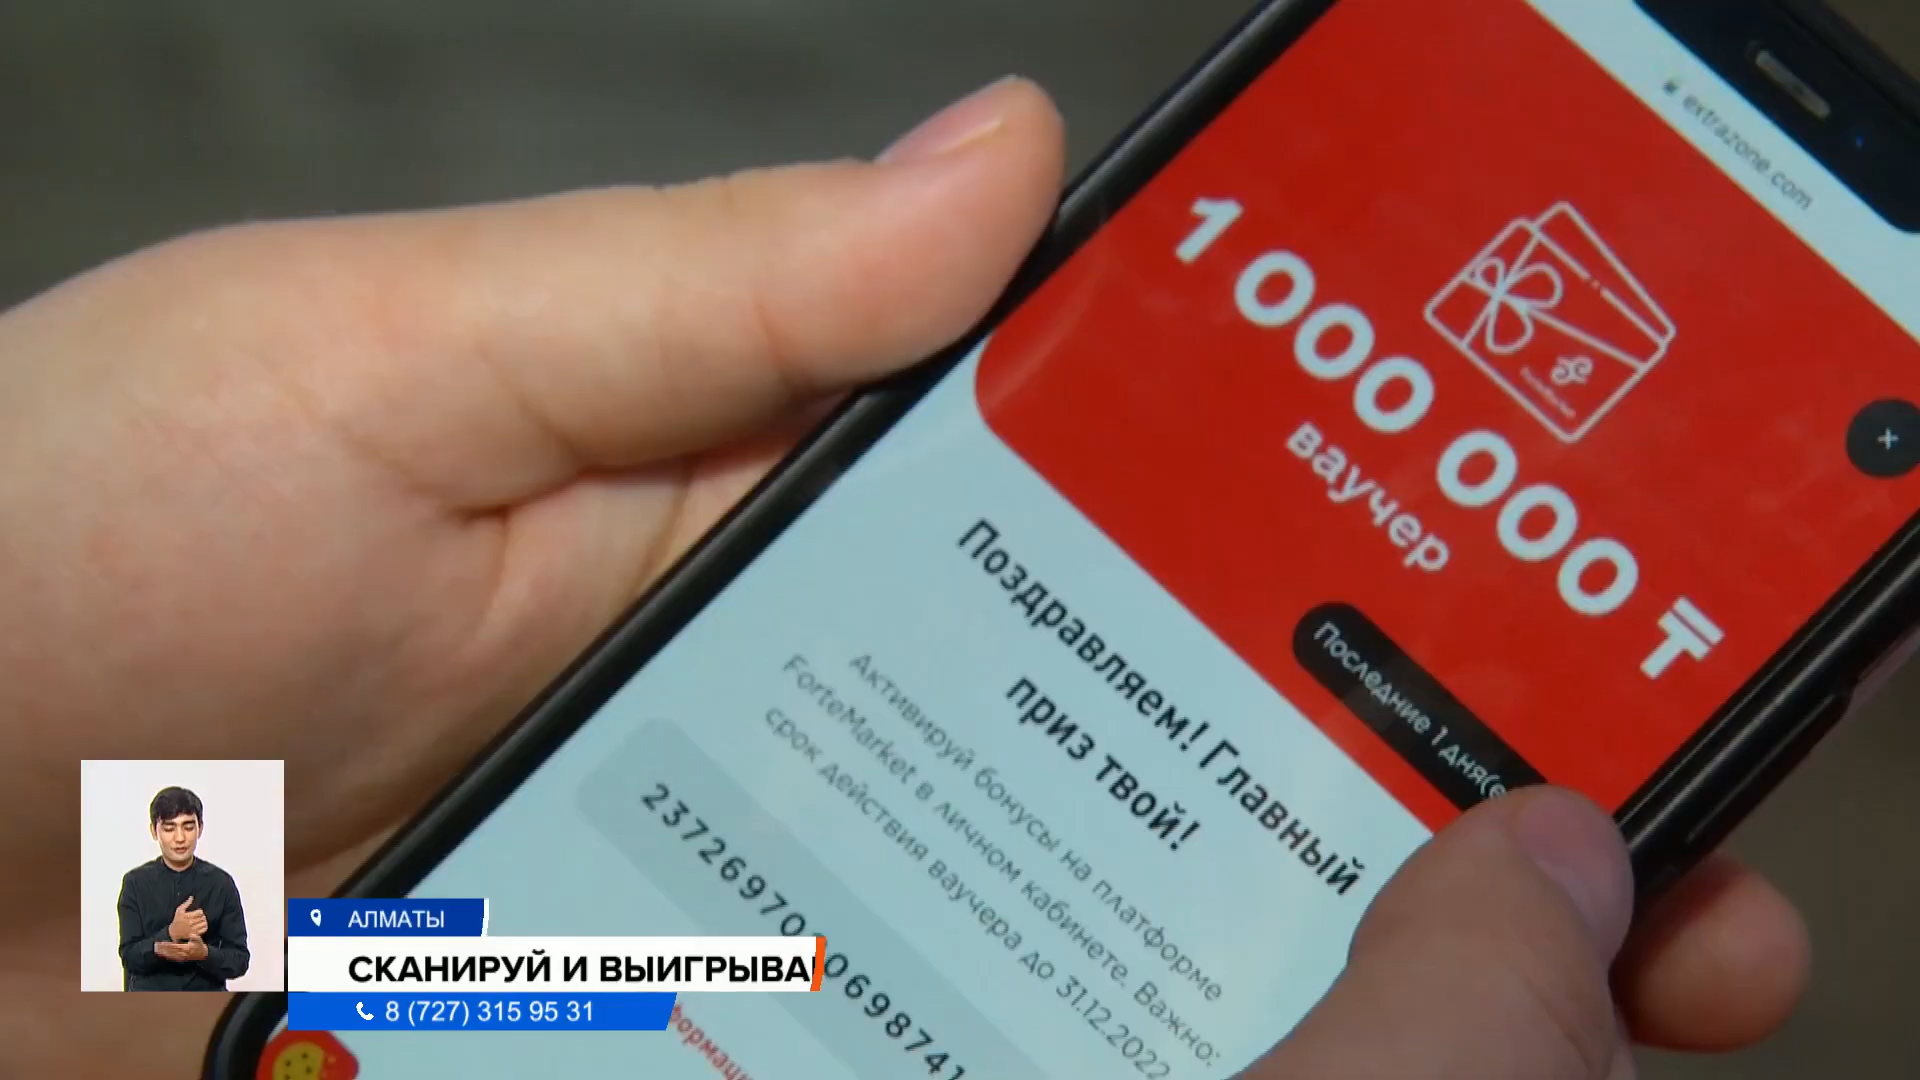 extrazone.com
1 000 000 ₸
ваучер
Последние 1 дня(е
Поздравляем! Главный
приз твой!
Активируй бонусы на платформе
ForteMarket в личном кабинете. Важно:
срок действия ваучера до 31.12.2022
АЛМАТЫ
СКАНИРУЙ И ВЫИГРЫВА
8 (727) 315 95 31